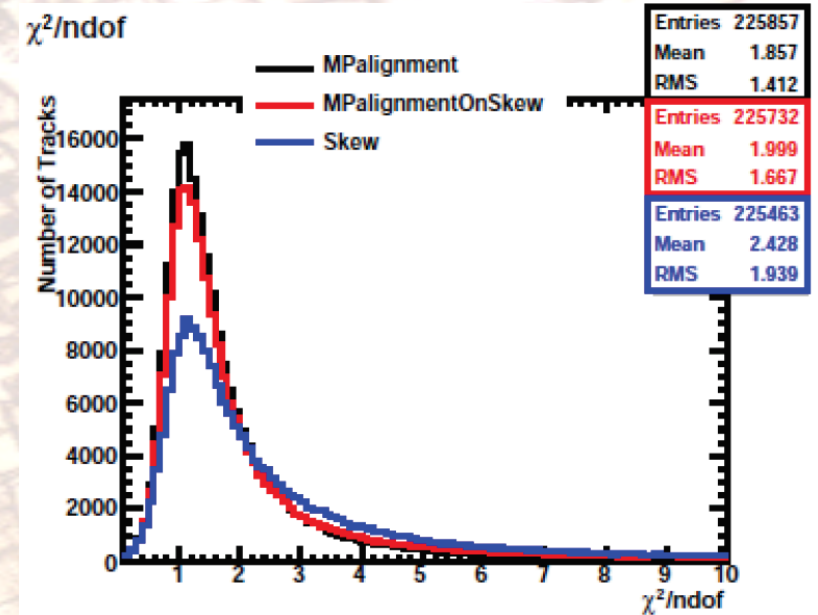 χ²/ndof
MPalignment
MPalignmentOnSkew
Skew
Entries 225857
Mean 1.857
RMS 1.412
Entries 225732
Mean 1.999
RMS 1.667
Entries 225463
Mean 2.428
RMS 1.939
Number of Tracks
16000
14000
12000
10000
8000
6000
4000
2000
0
1 2 3 4 5 6 7 8 9 10
χ²/ndof